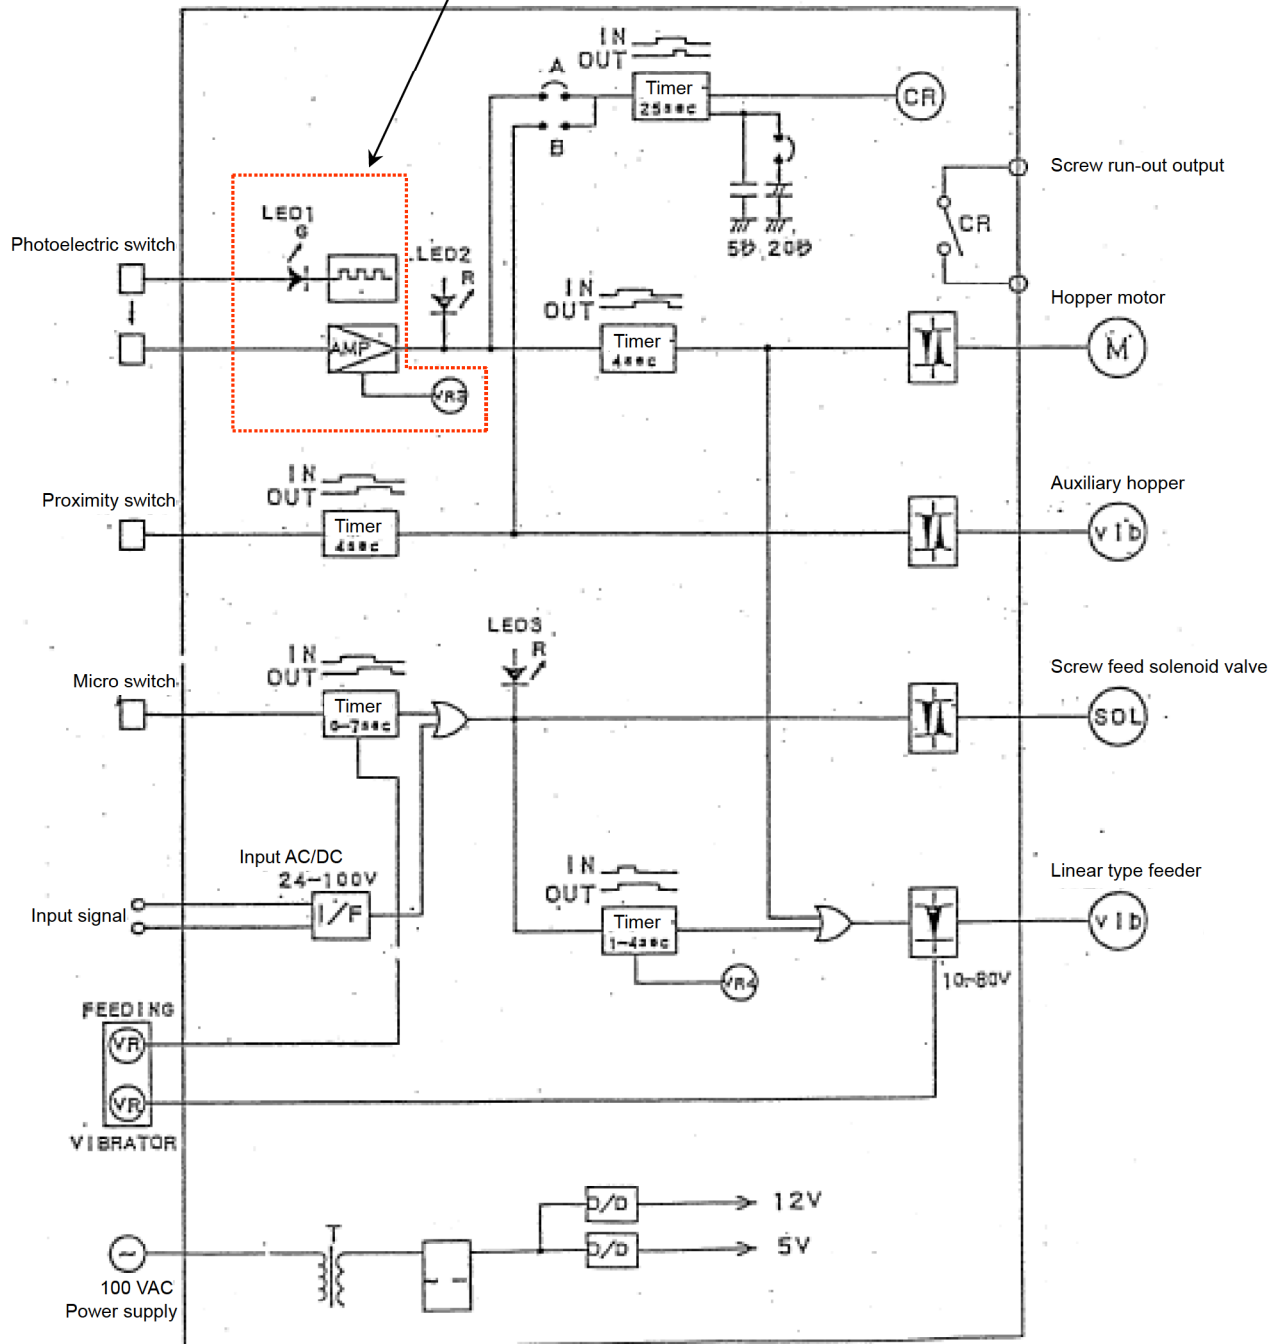 IN
OUT
A
Timer
25sec
CR
B
Screw run-out output
LED1
G
CR
Photoelectric switch
LED2
R
5秒 20秒
IN
OUT
Hopper motor
Timer
4sec
AMP
M
VR3
IN
OUT
Auxiliary hopper
Proximity switch
Timer
4sec
vIb
LED3
R
IN
OUT
Screw feed solenoid valve
Micro switch
Timer
0-7sec
SOL
Input AC/DC
24-100V
IN
OUT
Linear type feeder
Input signal
I/F
Timer
1-4sec
vIb
VR4
10-80V
FEEDING
VR
VR
VIBRATOR
D/D
12V
T
D/D
5V
~
100 VAC
Power supply